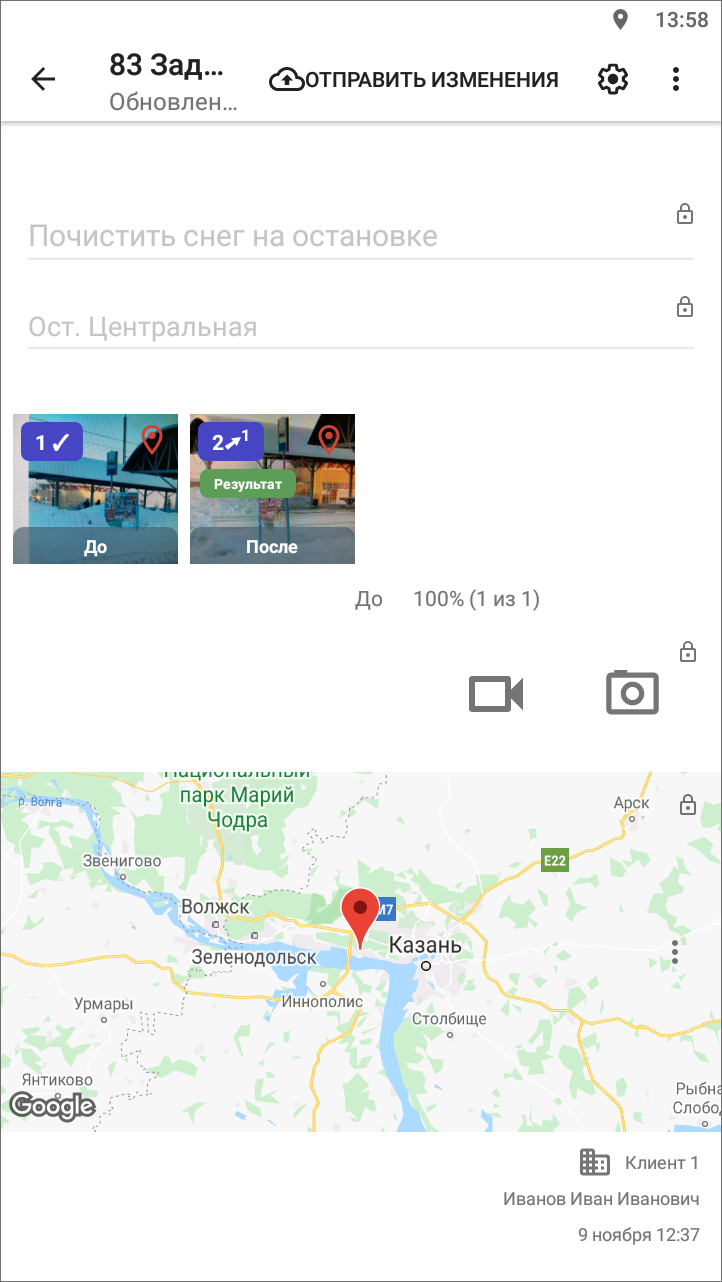 13:58
83 Зад...
Обновлен...
ОТПРАВИТЬ ИЗМЕНЕНИЯ
Почистить снег на остановке
Ост. Центральная
1 ✓
До
2 1
Результат
После
До 100% (1 из 1)
Национальный
парк Марий
Чодра
р. Волга
Арск
Звенигово
E22
Волжск
М7
Казань
Зеленодольск
Иннополис
Урмары
Столбище
Янтиково
Рыбна
Слобо
Google
Клиент 1
Иванов Иван Иванович
9 ноября 12:37